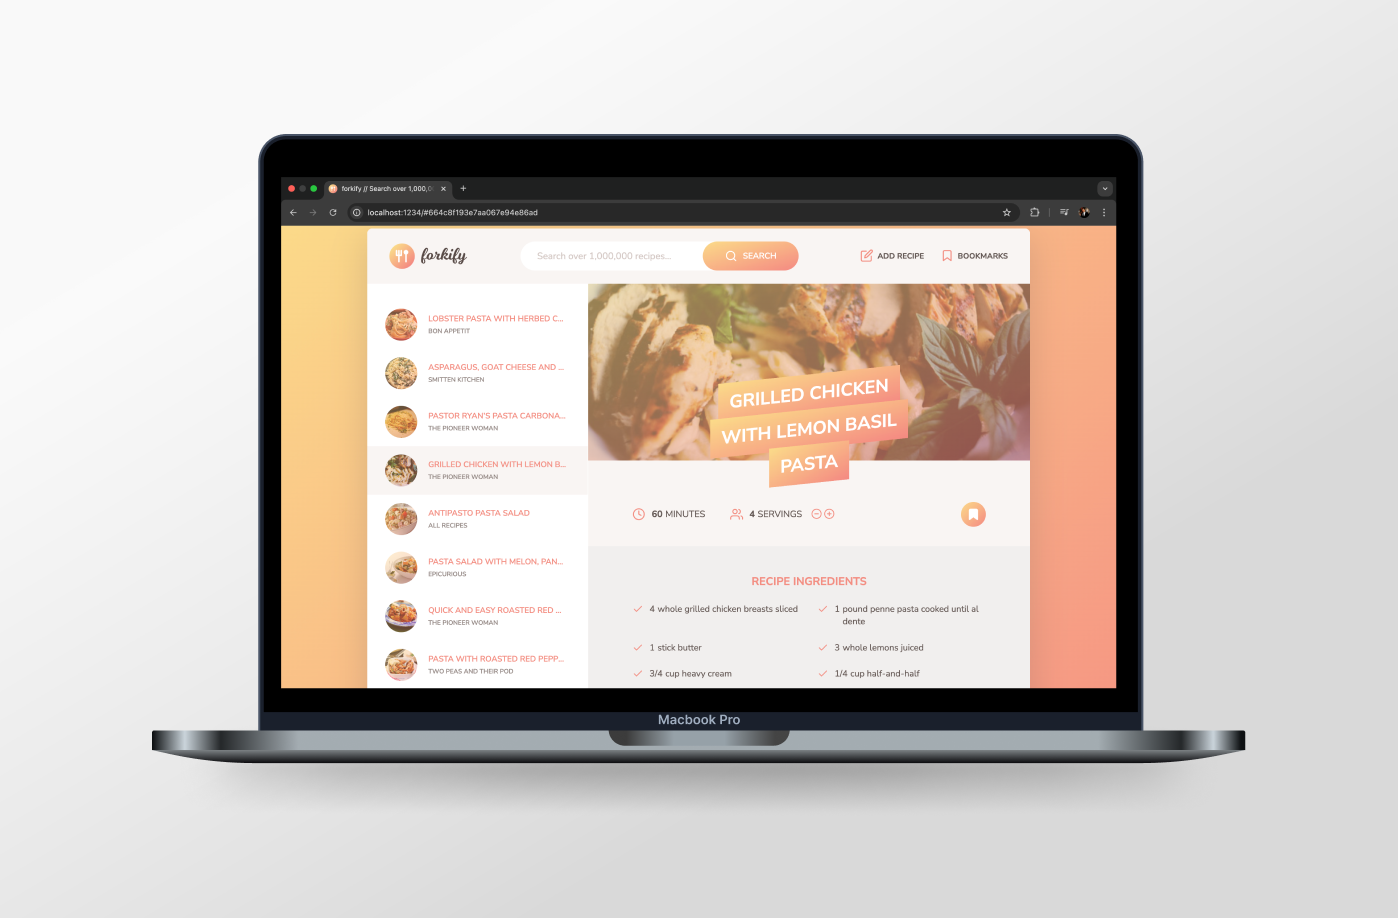 forkify // Search over 1,000,0
localhost:1234/#664c8f193e7aa067e94e86ad
forkify
Search over 1,000,000 recipes...
SEARCH
ADD RECIPE
BOOKMARKS
LOBSTER PASTA WITH HERBED C...
BON APPETIT
ASPARAGUS, GOAT CHEESE AND ...
SMITTEN KITCHEN
PASTOR RYAN'S PASTA CARBONA...
THE PIONEER WOMAN
GRILLED CHICKEN WITH LEMON B...
THE PIONEER WOMAN
ANTIPASTO PASTA SALAD
ALL RECIPES
PASTA SALAD WITH MELON, PAN...
EPICURIOUS
QUICK AND EASY ROASTED RED ...
THE PIONEER WOMAN
PASTA WITH ROASTED RED PEPP...
TWO PEAS AND THEIR POD
GRILLED CHICKEN
WITH LEMON BASIL
PASTA
60 MINUTES
4 SERVINGS
RECIPE INGREDIENTS
4 whole grilled chicken breasts sliced
1 pound penne pasta cooked until al
dente
1 stick butter
3 whole lemons juiced
3/4 cup heavy cream
1/4 cup half-and-half
Macbook Pro